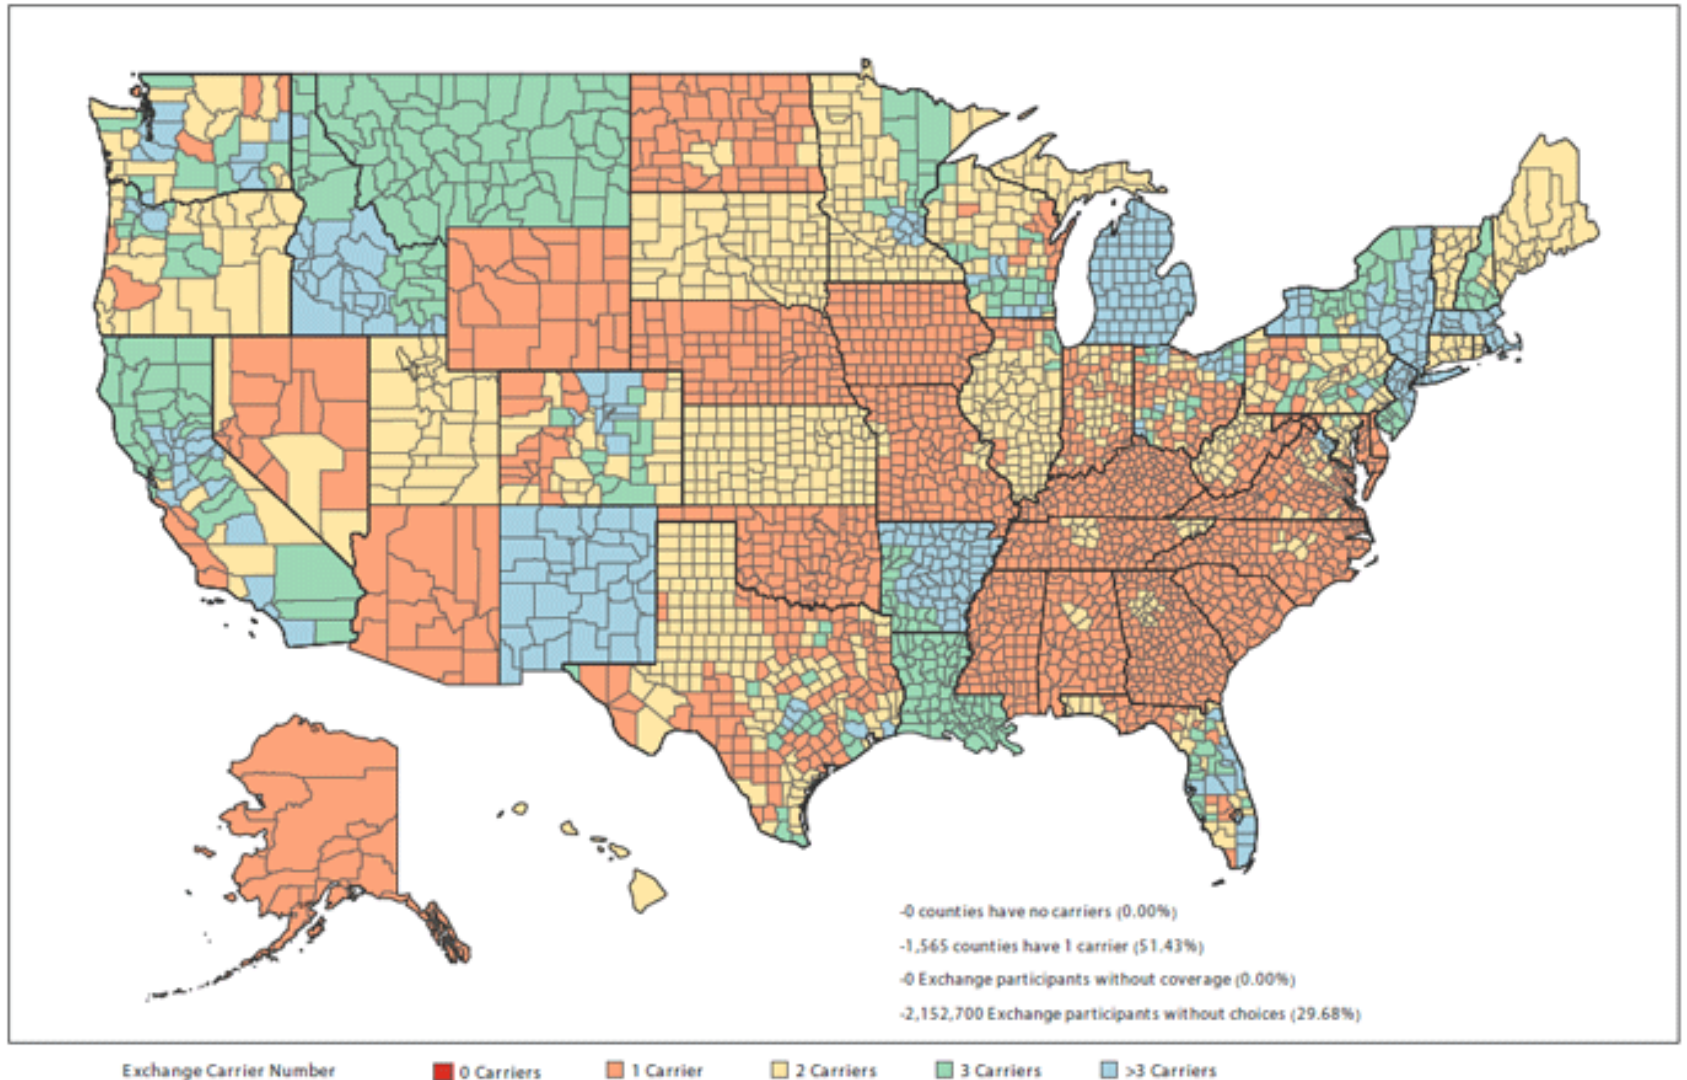 -0 counties have no carriers (0.00%)
-1,565 counties have 1 carrier (51.43%)
-0 Exchange participants without coverage (0.00%)
-2,152,700 Exchange participants without choices (29.68%)
Exchange Carrier Number 0 Carriers 1 Carrier 2 Carriers 3 Carriers >3 Carriers